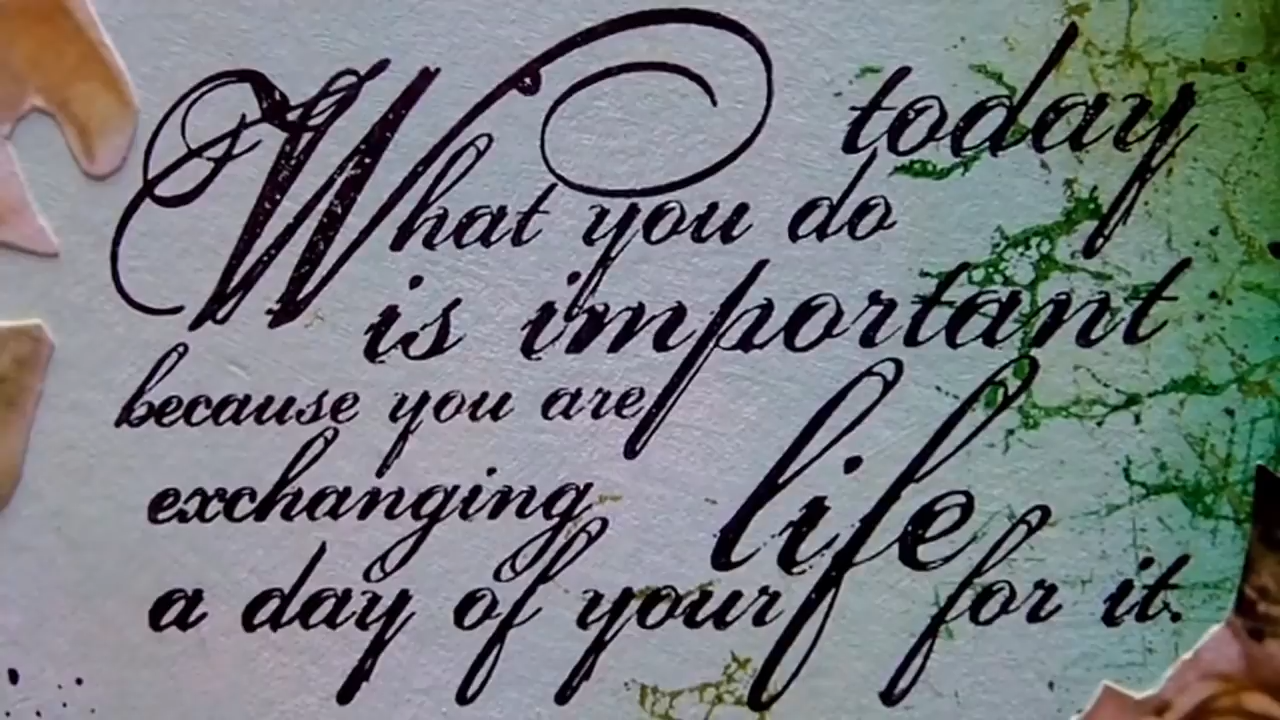 What you do today
is important
because you are
exchanging
a day of your life for it.